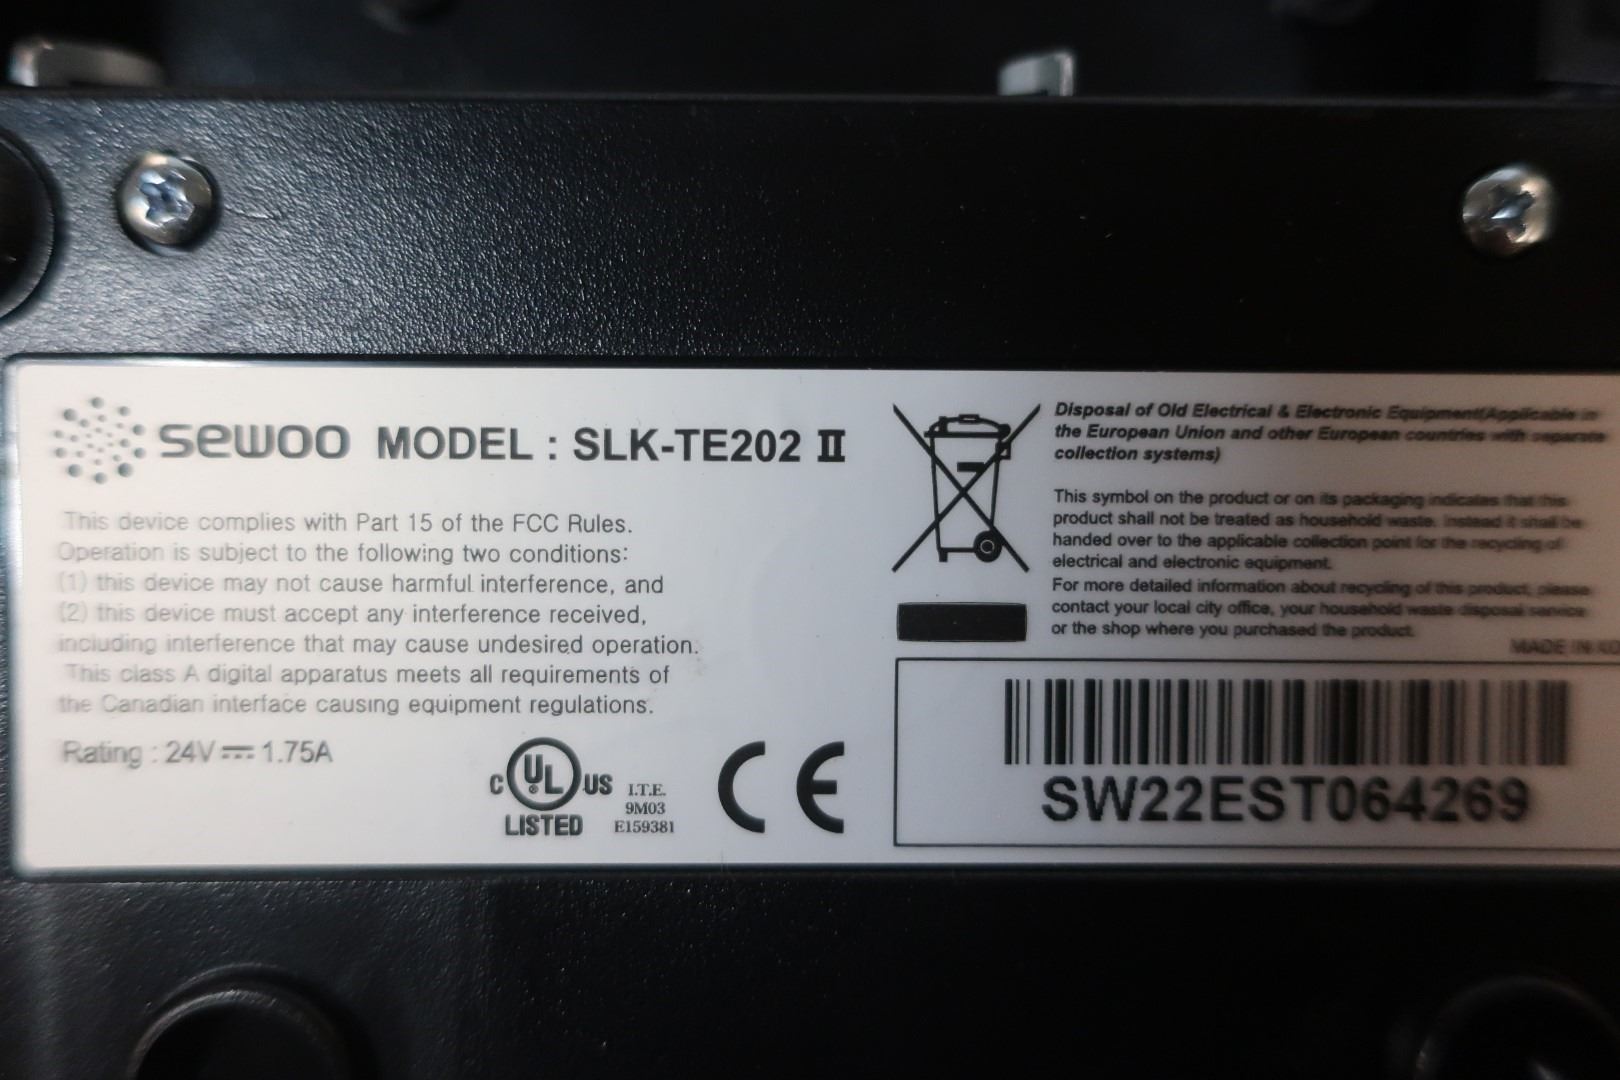 sewoo MODEL : SLK-TE202 II
This device complies with Part 15 of the FCC Rules.
Operation is subject to the following two conditions:
(1) this device may not cause harmful interference, and
(2) this device must accept any interference received,
including interference that may cause undesired operation.
This class A digital apparatus meets all requirements of
the Canadian interface causing equipment regulations.
Rating : 24V ⎓ 1.75A
C UL US
LISTED
I.T.E.
9M03
E159381
CE
Disposal of Old Electrical & Electronic Equipment(Applicable in
the European Union and other European countries with separate
collection systems)
This symbol on the product or on its packaging indicates that this
product shall not be treated as household waste. Instead it shall be
handed over to the applicable collection point for the recycling of
electrical and electronic equipment.
For more detailed information about recycling of this product, please
contact your local city office, your household waste disposal service
or the shop where you purchased the product.
MADE IN
SW22EST064269